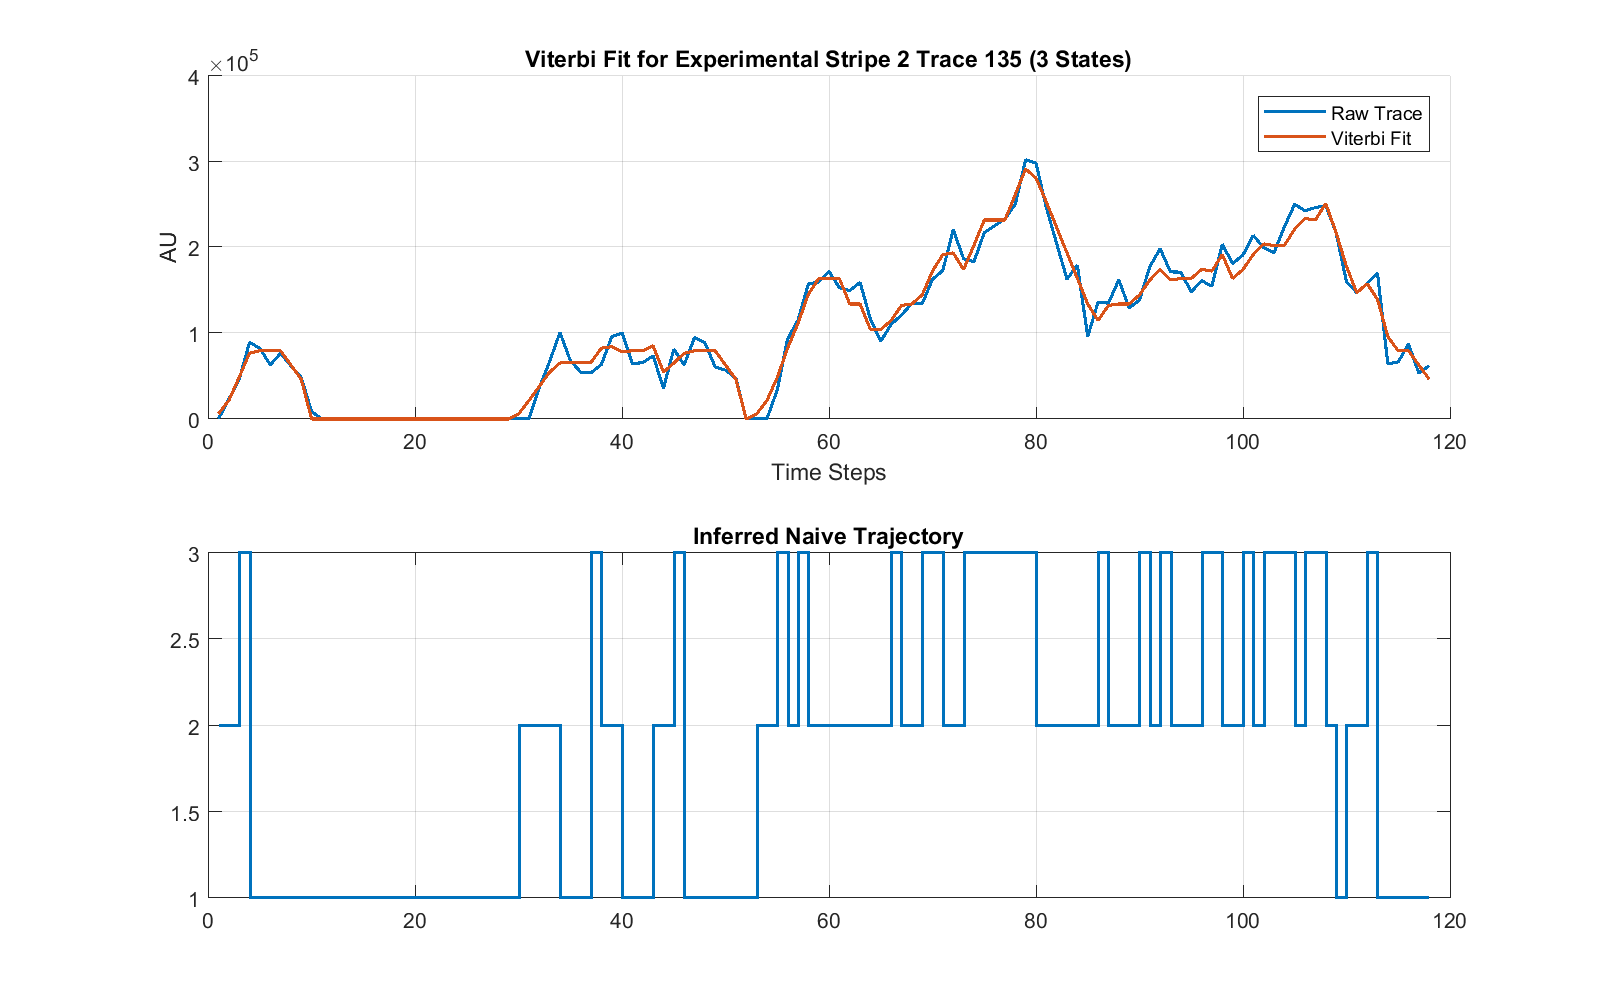 Viterbi Fit for Experimental Stripe 2 Trace 135 (3 States)
×10^5
4
3
2
1
0
AU
Raw Trace
Viterbi Fit
0 20 40 60 80 100 120
Time Steps
Inferred Naive Trajectory
3
2.5
2
1.5
1
0 20 40 60 80 100 120